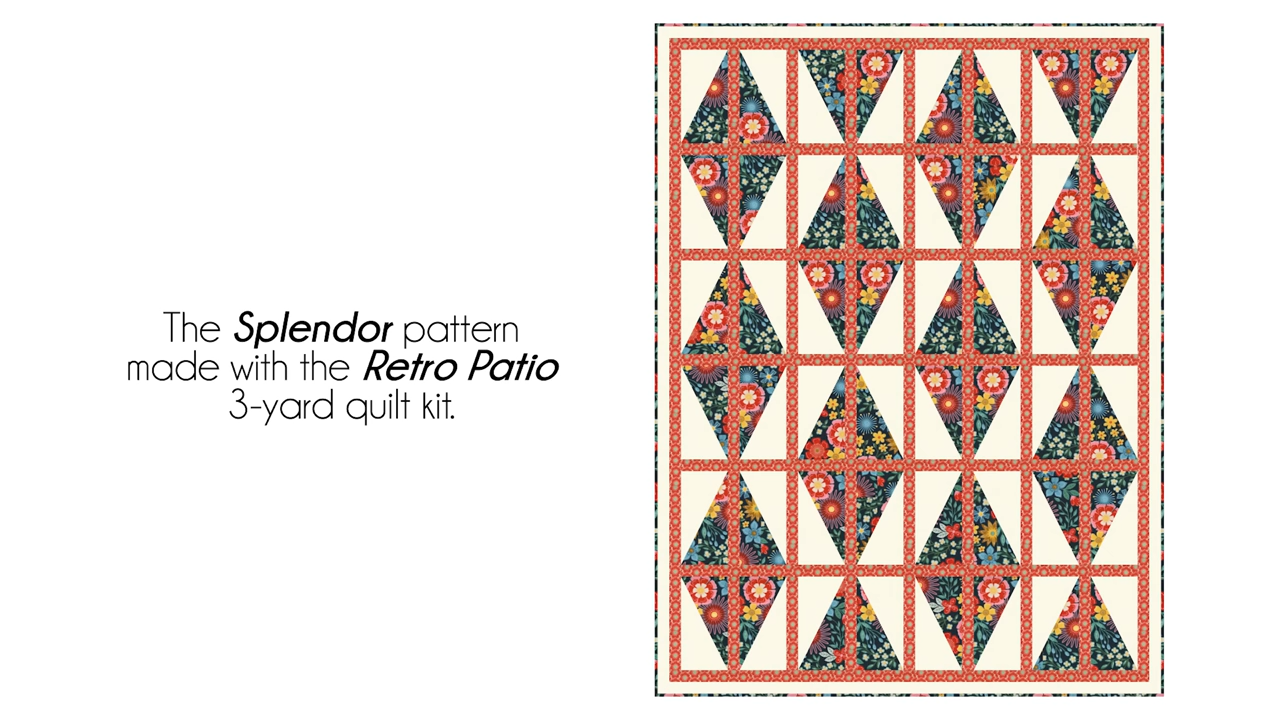 The Splendor pattern
made with the Retro Patio
3-yard quilt kit.